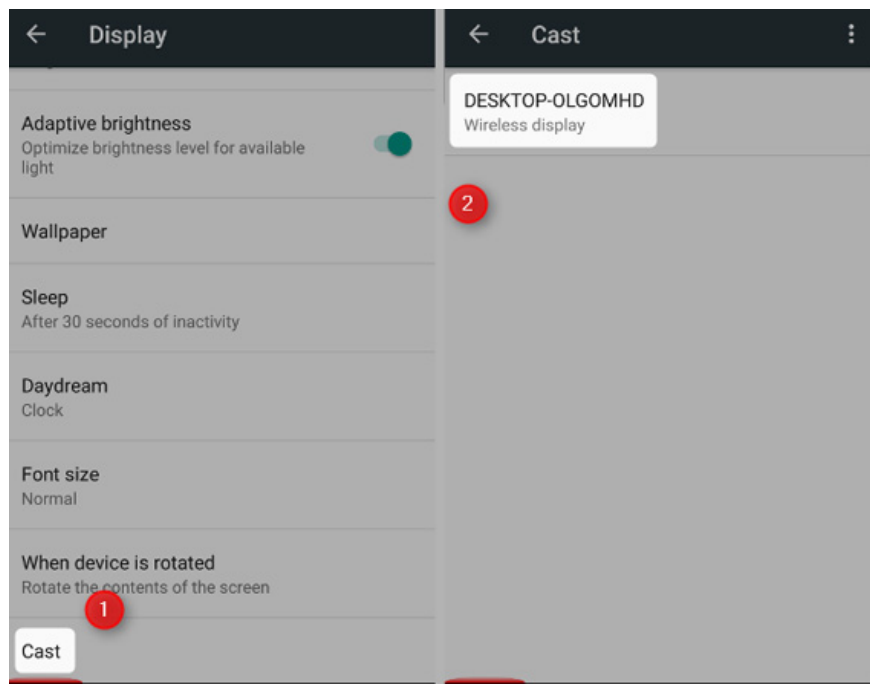 Display
Adaptive brightness
Optimize brightness level for available
light
Wallpaper
Sleep
After 30 seconds of inactivity
Daydream
Clock
Font size
Normal
When device is rotated
Rotate the contents of the screen
1
Cast
Cast
DESKTOP-OLGOMHD
Wireless display
2